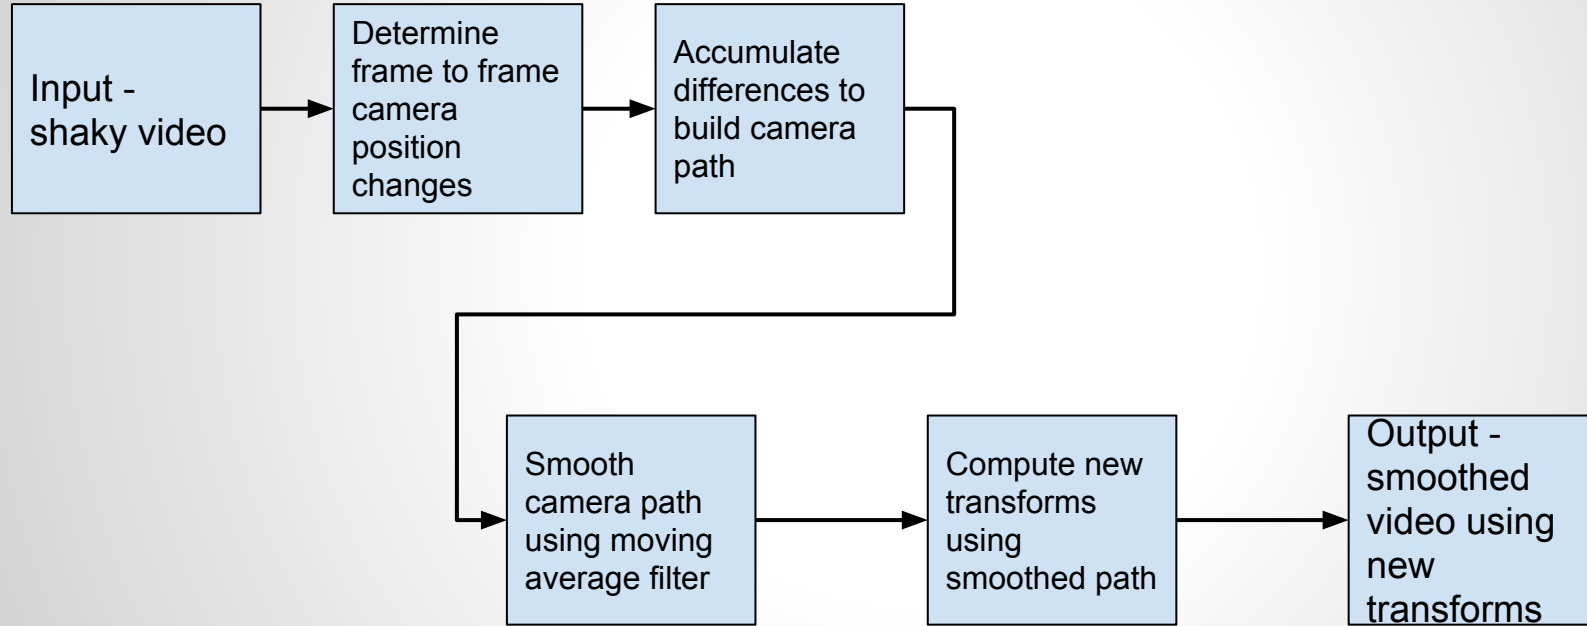 Input -
shaky video
Determine
frame to frame
camera
position
changes
Accumulate
differences to
build camera
path
Smooth
camera path
using moving
average filter
Compute new
transforms
using
smoothed path
Output -
smoothed
video using
new
transforms